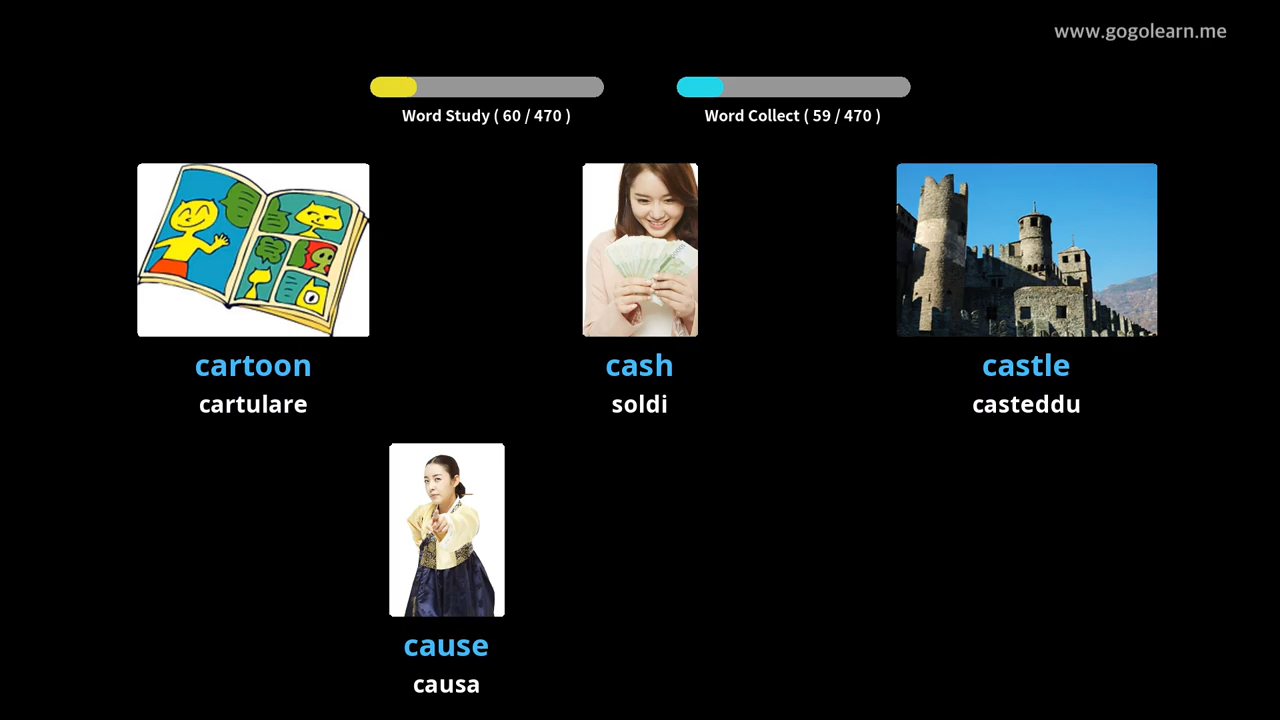 www.gogolearn.me
Word Study ( 60 / 470 )
Word Collect ( 59 / 470 )
cartoon
cartulare
cash
soldi
castle
casteddu
cause
causa